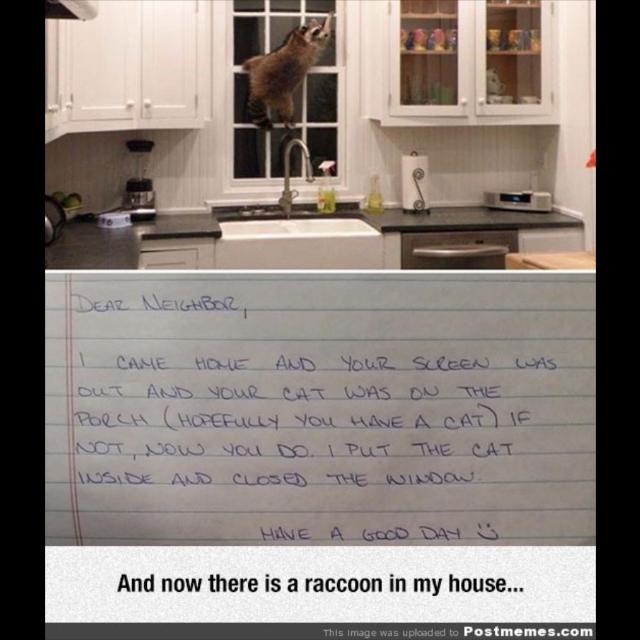 DEAR NEIGHBOR,
I CAME HOME AND YOUR SCREEN WAS
OUT AND YOUR CAT WAS ON THE
PORCH (HOPEFULLY YOU HAVE A CAT) IF
NOT, NOW YOU DO. I PUT THE CAT
INSIDE AND CLOSED THE WINDOW.
HAVE A GOOD DAY
And now there is a raccoon in my house...
This image was uploaded to Postmemes.com